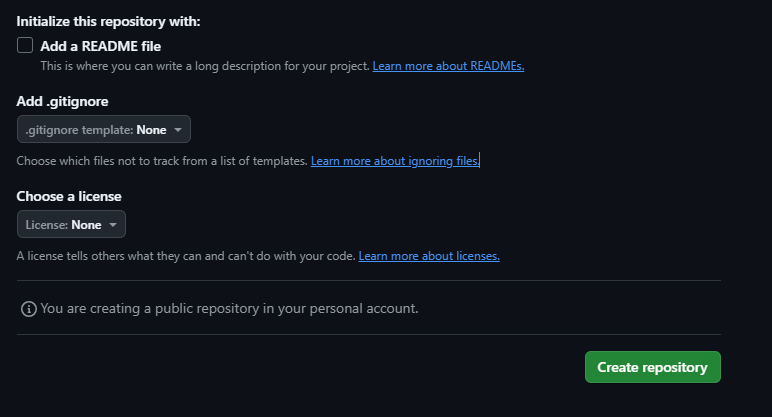 Initialize this repository with:
Add a README file
This is where you can write a long description for your project. Learn more about READMEs.
Add .gitignore
.gitignore template: None
Choose which files not to track from a list of templates. Learn more about ignoring files.
Choose a license
License: None
A license tells others what they can and can't do with your code. Learn more about licenses.
You are creating a public repository in your personal account.
Create repository